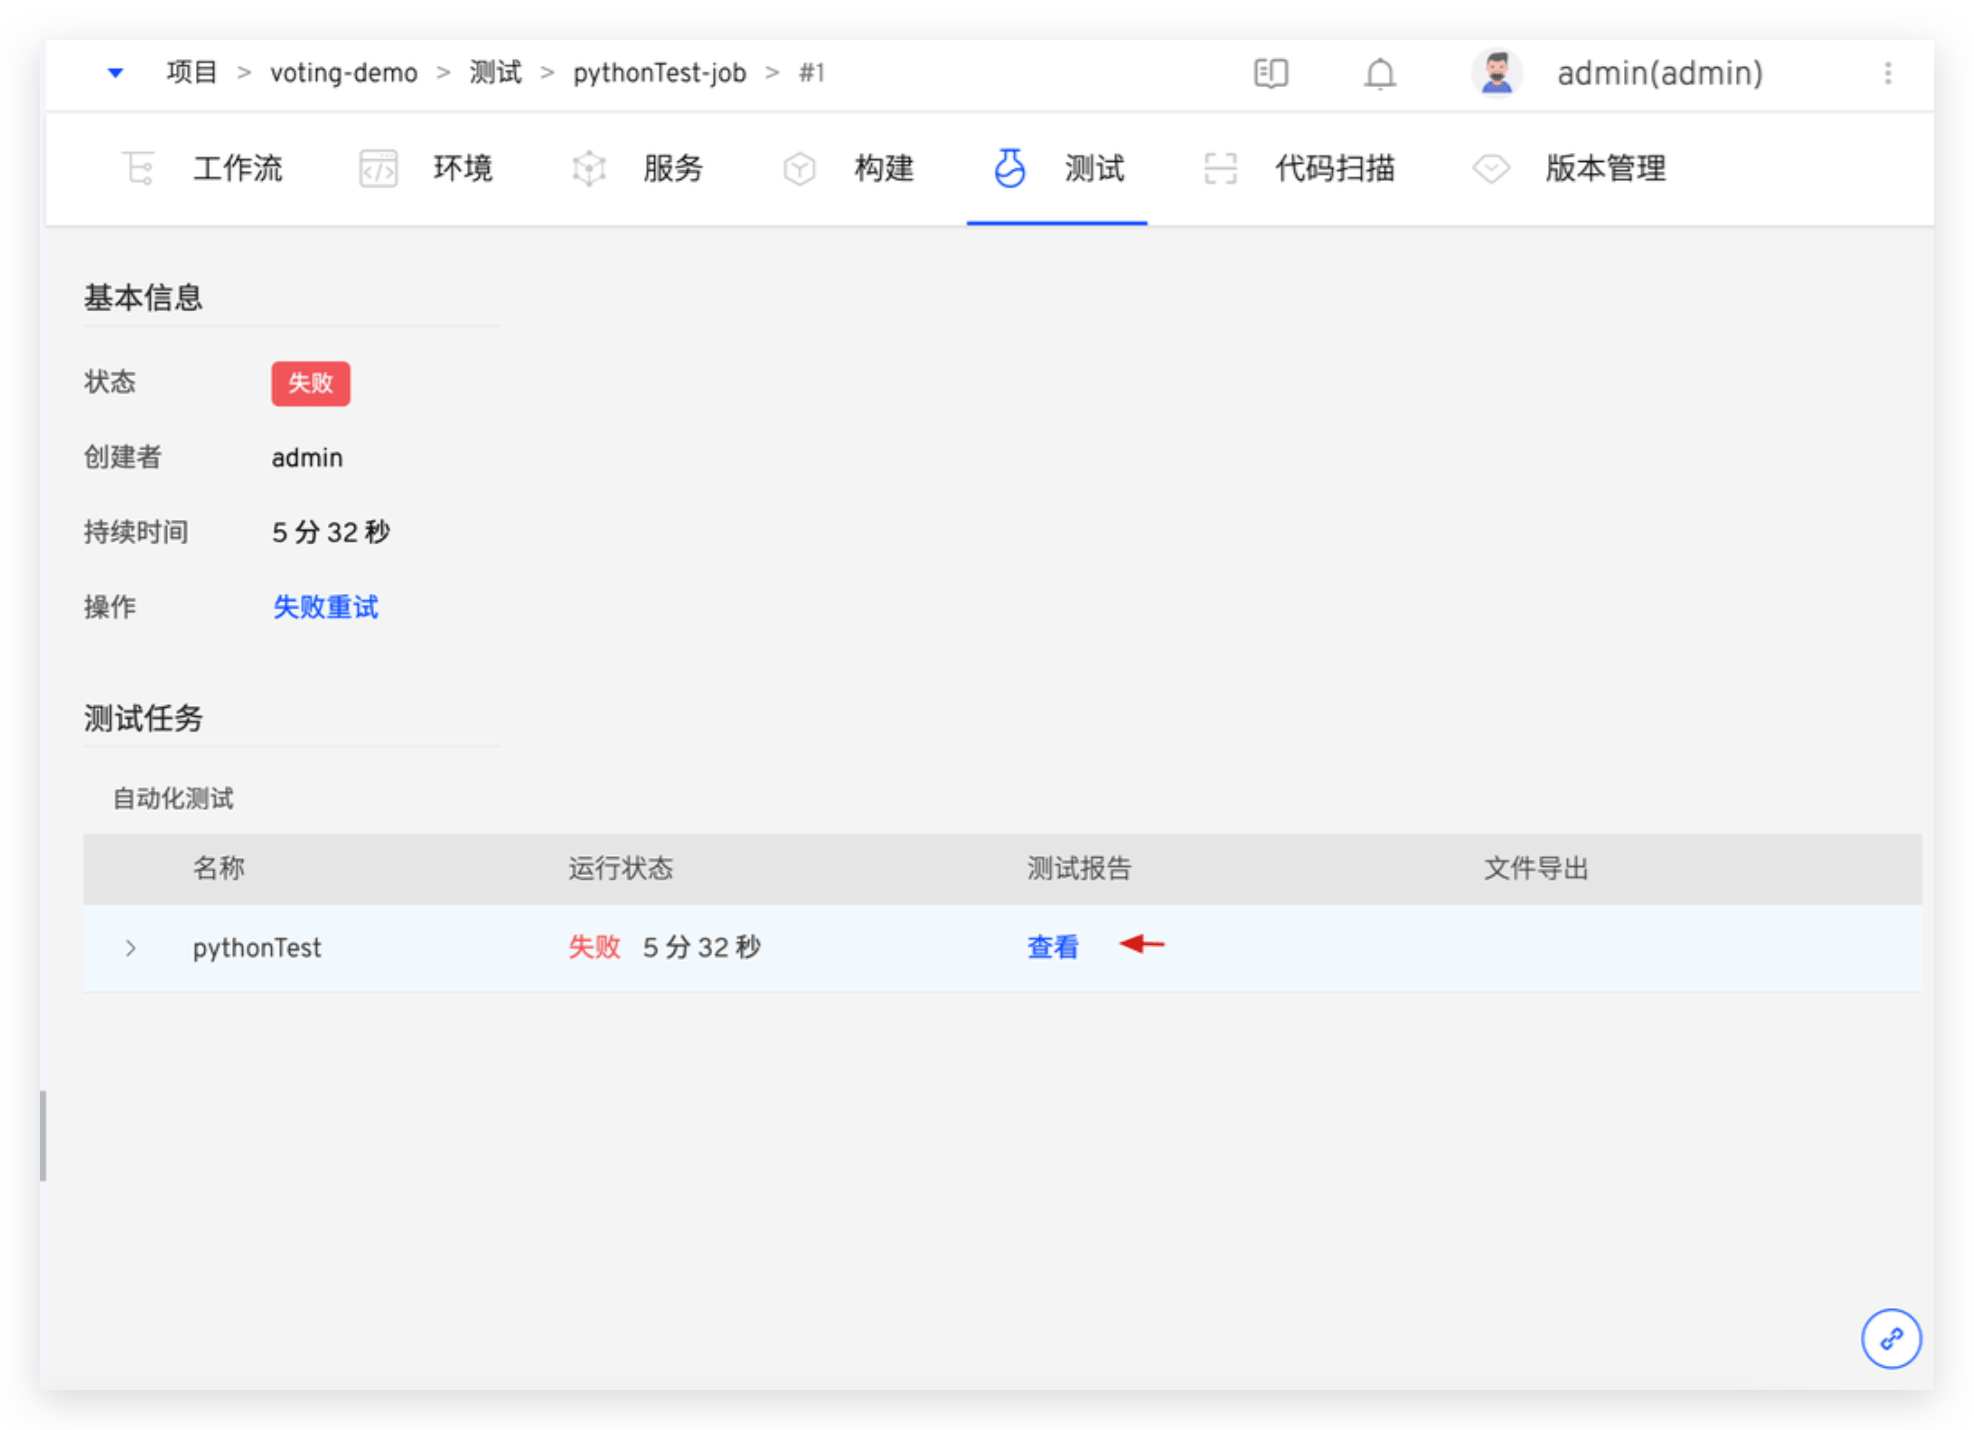 项目 > voting-demo > 测试 > pythonTest-job > #1 admin(admin)
工作流 环境 服务 构建 测试 代码扫描 版本管理
基本信息
状态 失败
创建者 admin
持续时间 5 分 32 秒
操作 失败重试
测试任务
自动化测试
名称 运行状态 测试报告 文件导出
pythonTest 失败 5 分 32 秒 查看